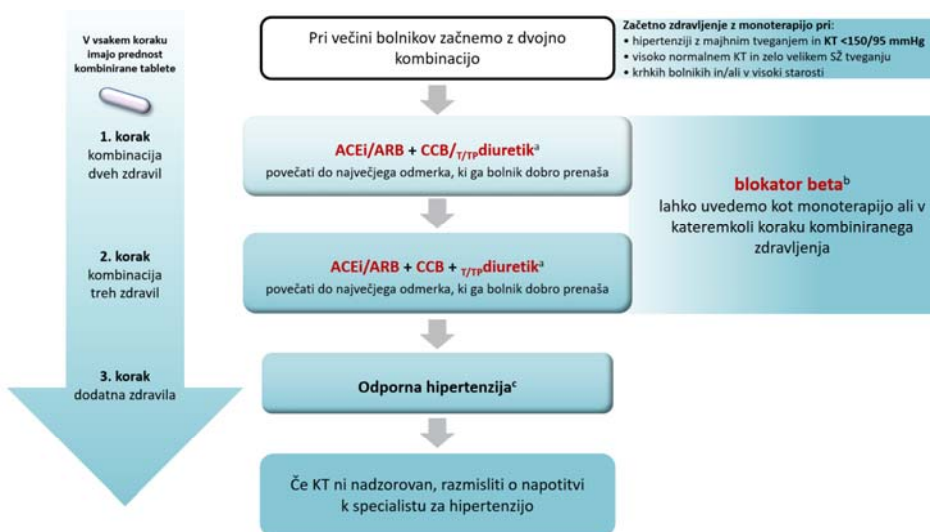 V vsakem koraku
imajo prednost
kombinirane tablete
1. korak
kombinacija
dveh zdravil
2. korak
kombinacija
treh zdravil
3. korak
dodatna zdravila
Pri večini bolnikov začnemo z dvojno
kombinacijo
Začetno zdravljenje z monoterapijo pri:
• hipertenziji z majhnim tveganjem in KT <150/95 mmHg
• visoko normalnem KT in zelo velikem SŽ tveganju
• krhkih bolnikih in/ali v visoki starosti
ACEi/ARB + CCB/T/TPdiuretikᵃ
povečati do največjega odmerka, ki ga bolnik dobro prenaša
ACEi/ARB + CCB + T/TPdiuretikᵃ
povečati do največjega odmerka, ki ga bolnik dobro prenaša
blokator betaᵇ
lahko uvedemo kot monoterapijo ali v
kateremkoli koraku kombiniranega
zdravljenja
Odporna hipertenzijaᶜ
Če KT ni nadzorovan, razmisliti o napotitvi
k specialistu za hipertenzijo